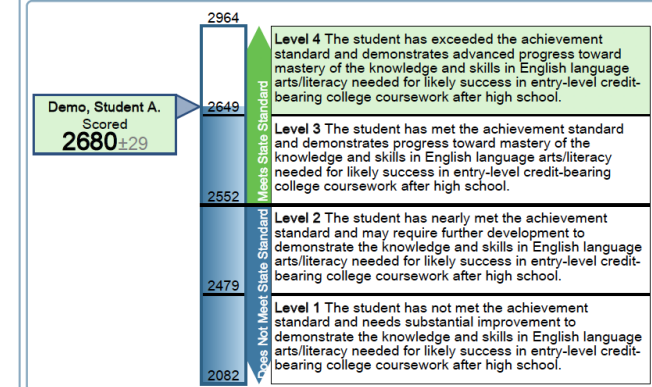 2964
Level 4 The student has exceeded the achievement
standard and demonstrates advanced progress toward
mastery of the knowledge and skills in English language
arts/literacy needed for likely success in entry-level credit-
bearing college coursework after high school.
Demo, Student A.
Scored
2680±29
2649
Meets State Standard
Level 3 The student has met the achievement standard
and demonstrates progress toward mastery of the
knowledge and skills in English language arts/literacy
needed for likely success in entry-level credit-bearing
college coursework after high school.
2552
Level 2 The student has nearly met the achievement
standard and may require further development to
demonstrate the knowledge and skills in English language
arts/literacy needed for likely success in entry-level credit-
bearing college coursework after high school.
2479
Does Not Meet State Standard
Level 1 The student has not met the achievement
standard and needs substantial improvement to
demonstrate the knowledge and skills in English language
arts/literacy needed for likely success in entry-level credit-
bearing college coursework after high school.
2082